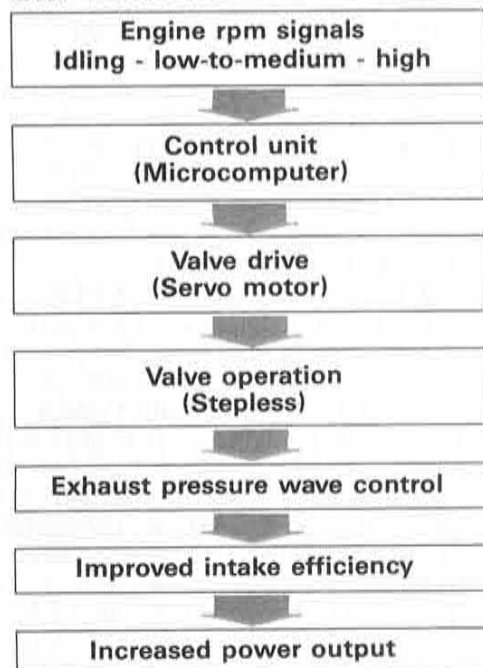 Engine rpm signals
Idling - low-to-medium - high
Control unit
(Microcomputer)
Valve drive
(Servo motor)
Valve operation
(Stepless)
Exhaust pressure wave control
Improved intake efficiency
Increased power output